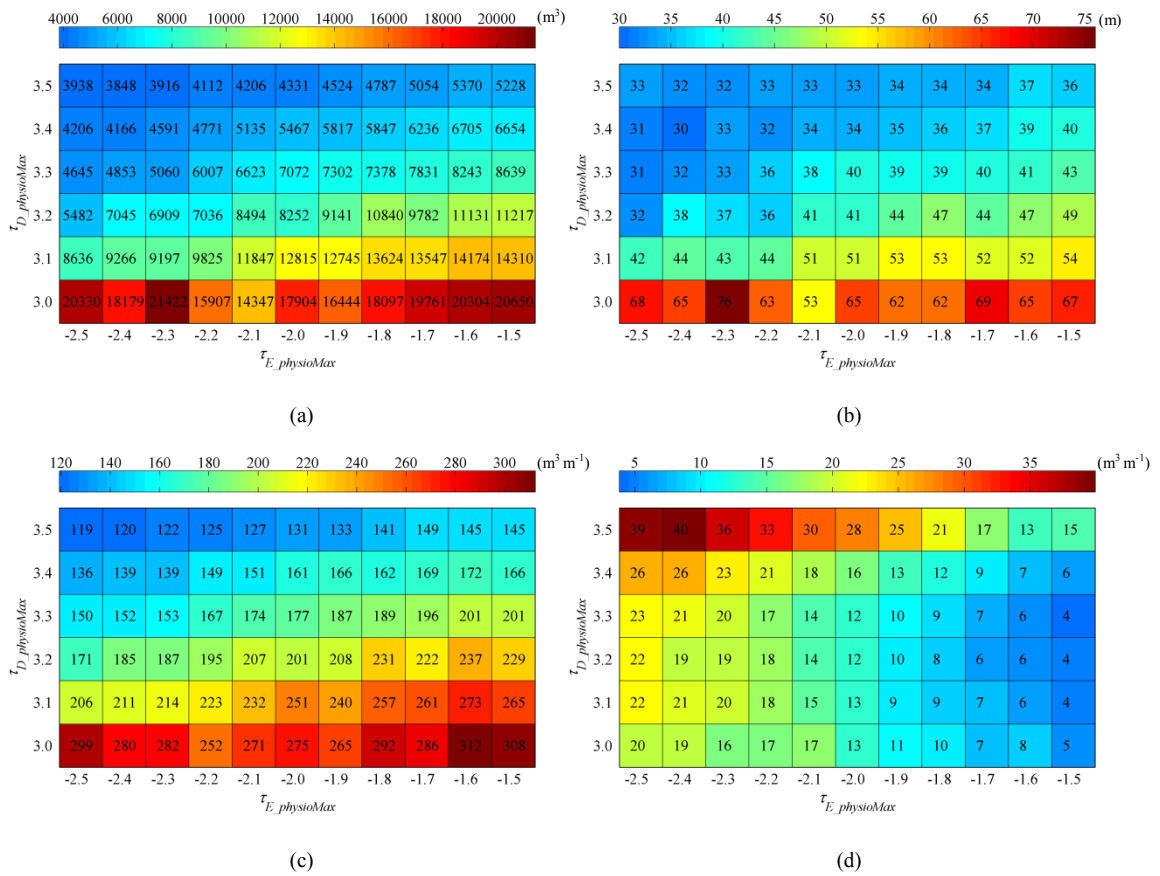 4000 6000 8000 10000 12000 14000 16000 18000 20000 (m³)
3.5 3938 3848 3916 4112 4206 4331 4524 4787 5054 5370 5228
3.4 4206 4166 4591 4771 5135 5467 5817 5847 6236 6705 6654
3.3 4645 4853 5060 6007 6623 7072 7302 7378 7831 8243 8639
3.2 5482 7045 6909 7036 8494 8252 9141 10840 9782 11131 11217
3.1 8636 9266 9197 9825 11847 12815 12745 13624 13547 14174 14310
3.0 20330 18179 21422 15907 14347 17904 16444 18097 19761 20304 20650
τD_physioMax
-2.5 -2.4 -2.3 -2.2 -2.1 -2.0 -1.9 -1.8 -1.7 -1.6 -1.5
τE_physioMax
(a)
30 35 40 45 50 55 60 65 70 75 (m)
3.5 33 32 32 33 33 33 34 34 34 37 36
3.4 31 30 33 32 34 34 35 36 37 39 40
3.3 31 32 33 36 38 40 39 39 40 41 43
3.2 32 38 37 36 41 41 44 47 44 47 49
3.1 42 44 43 44 51 51 53 53 52 52 54
3.0 68 65 76 63 53 65 62 62 69 65 67
τD_physioMax
-2.5 -2.4 -2.3 -2.2 -2.1 -2.0 -1.9 -1.8 -1.7 -1.6 -1.5
τE_physioMax
(b)
120 140 160 180 200 220 240 260 280 300 (m³ m⁻¹)
3.5 119 120 122 125 127 131 133 141 149 145 145
3.4 136 139 139 149 151 161 166 162 169 172 166
3.3 150 152 153 167 174 177 187 189 196 201 201
3.2 171 185 187 195 207 201 208 231 222 237 229
3.1 206 211 214 223 232 251 240 257 261 273 265
3.0 299 280 282 252 271 275 265 292 286 312 308
τD_physioMax
-2.5 -2.4 -2.3 -2.2 -2.1 -2.0 -1.9 -1.8 -1.7 -1.6 -1.5
τE_physioMax
(c)
5 10 15 20 25 30 35 (m³ m⁻¹)
3.5 39 40 36 33 30 28 25 21 17 13 15
3.4 26 26 23 21 18 16 13 12 9 7 6
3.3 23 21 20 17 14 12 10 9 7 6 4
3.2 22 19 19 18 14 12 10 8 6 6 4
3.1 22 21 20 18 15 13 9 9 7 6 4
3.0 20 19 16 17 17 13 11 10 7 8 5
τD_physioMax
-2.5 -2.4 -2.3 -2.2 -2.1 -2.0 -1.9 -1.8 -1.7 -1.6 -1.5
τE_physioMax
(d)